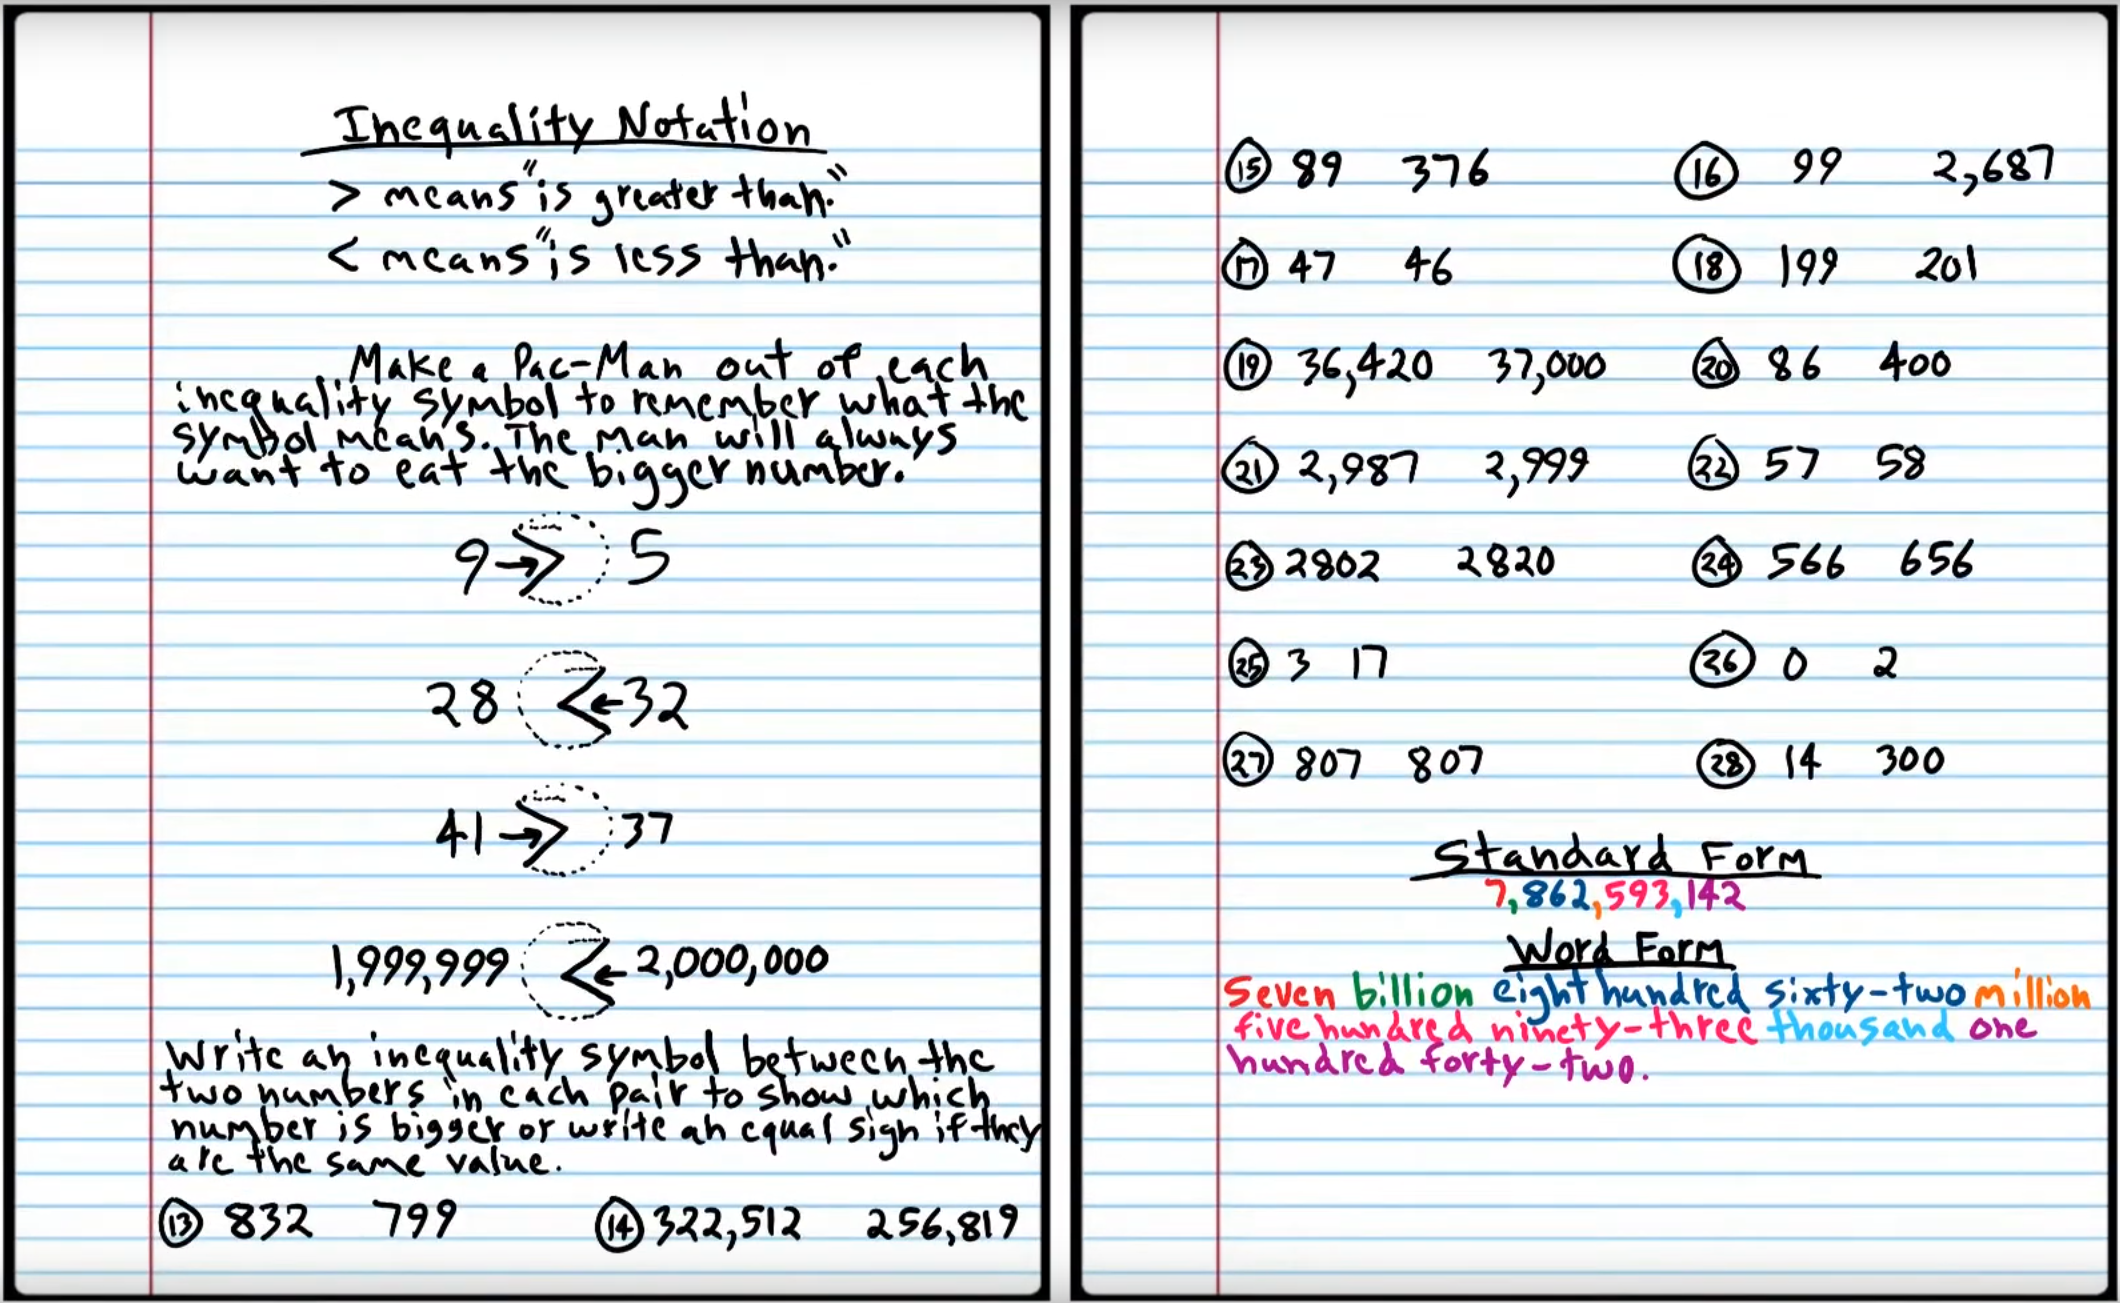 Inequality Notation
> means "is greater than."
< means "is less than."
Make a Pac-Man out of each
inequality symbol to remember what the
symbol means. The man will always
want to eat the bigger number.
9 → > 5
28 < ← 32
41 → > 37
1,999,999 < ← 2,000,000
Write an inequality symbol between the
two numbers in each pair to show which
number is bigger or write an equal sign if they
are the same value.
13 832 799 14 322,512 256,819
15 89 376 16 99 2,687
17 47 46 18 199 201
19 36,420 37,000 20 86 400
21 2,987 2,999 22 57 58
23 2802 2820 24 566 656
25 3 17 26 0 2
27 807 807 28 14 300
Standard Form
7,862,593,142
Word Form
Seven billion eight hundred sixty-two million
five hundred ninety-three thousand one
hundred forty-two.